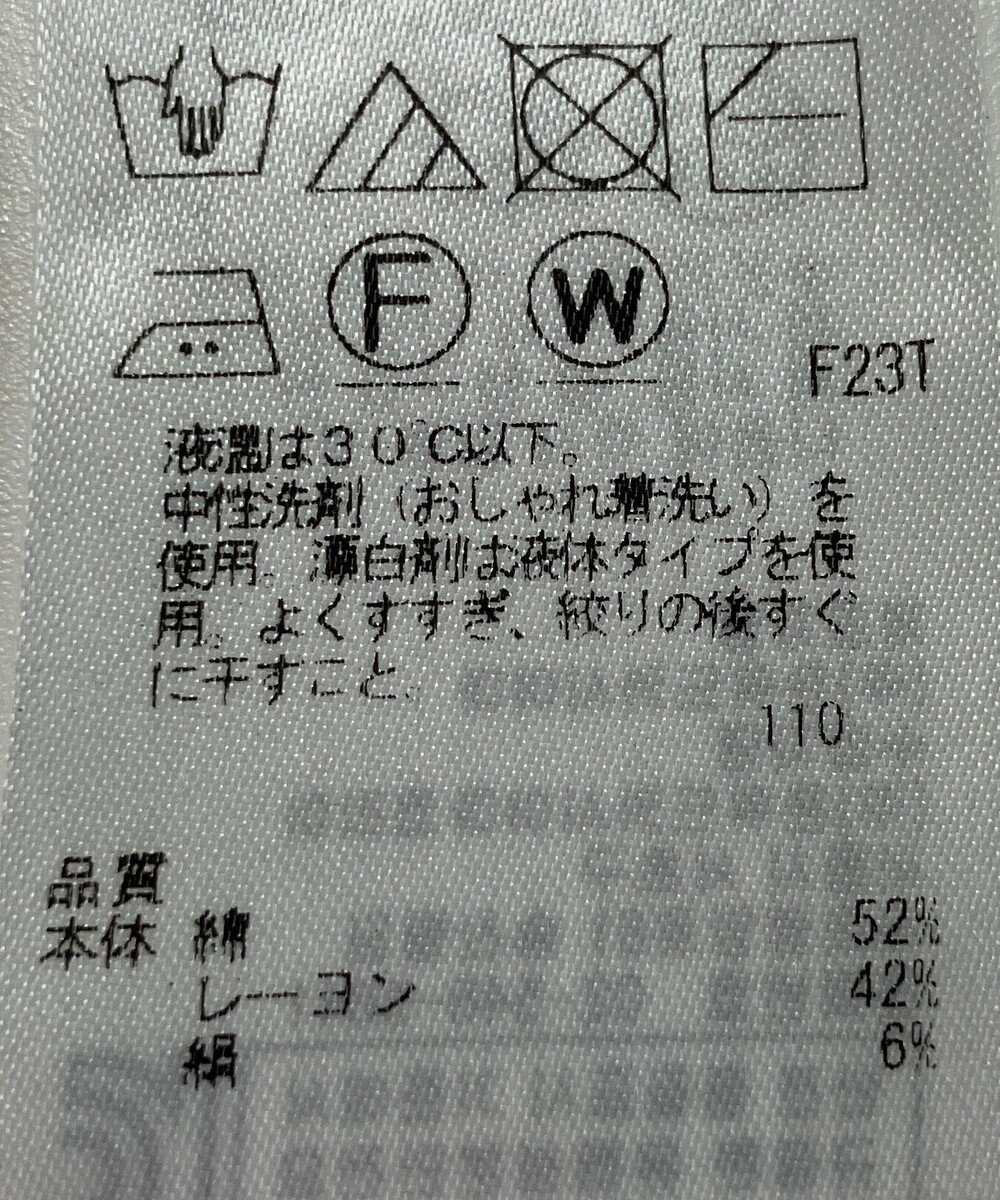 F
W
F23T
液温は30℃以下。
中性洗剤（おしゃれ着洗い）を
使用。漂白剤は液体タイプを使
用。よくすすぎ、絞りの後すぐ
に干すこと。
110
品質
本体 綿 52%
レーヨン 42%
絹 6%